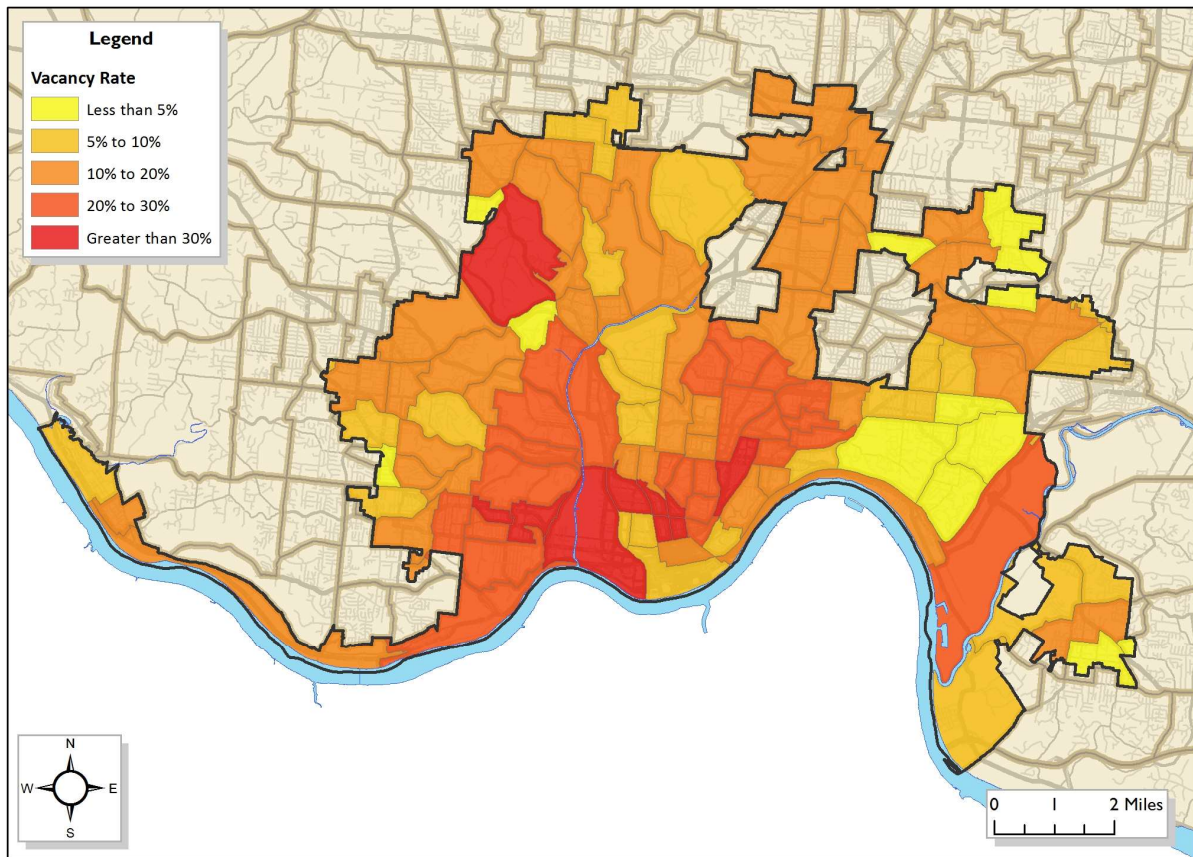 Legend
Vacancy Rate
Less than 5%
5% to 10%
10% to 20%
20% to 30%
Greater than 30%
N
W E
S
0 1 2 Miles